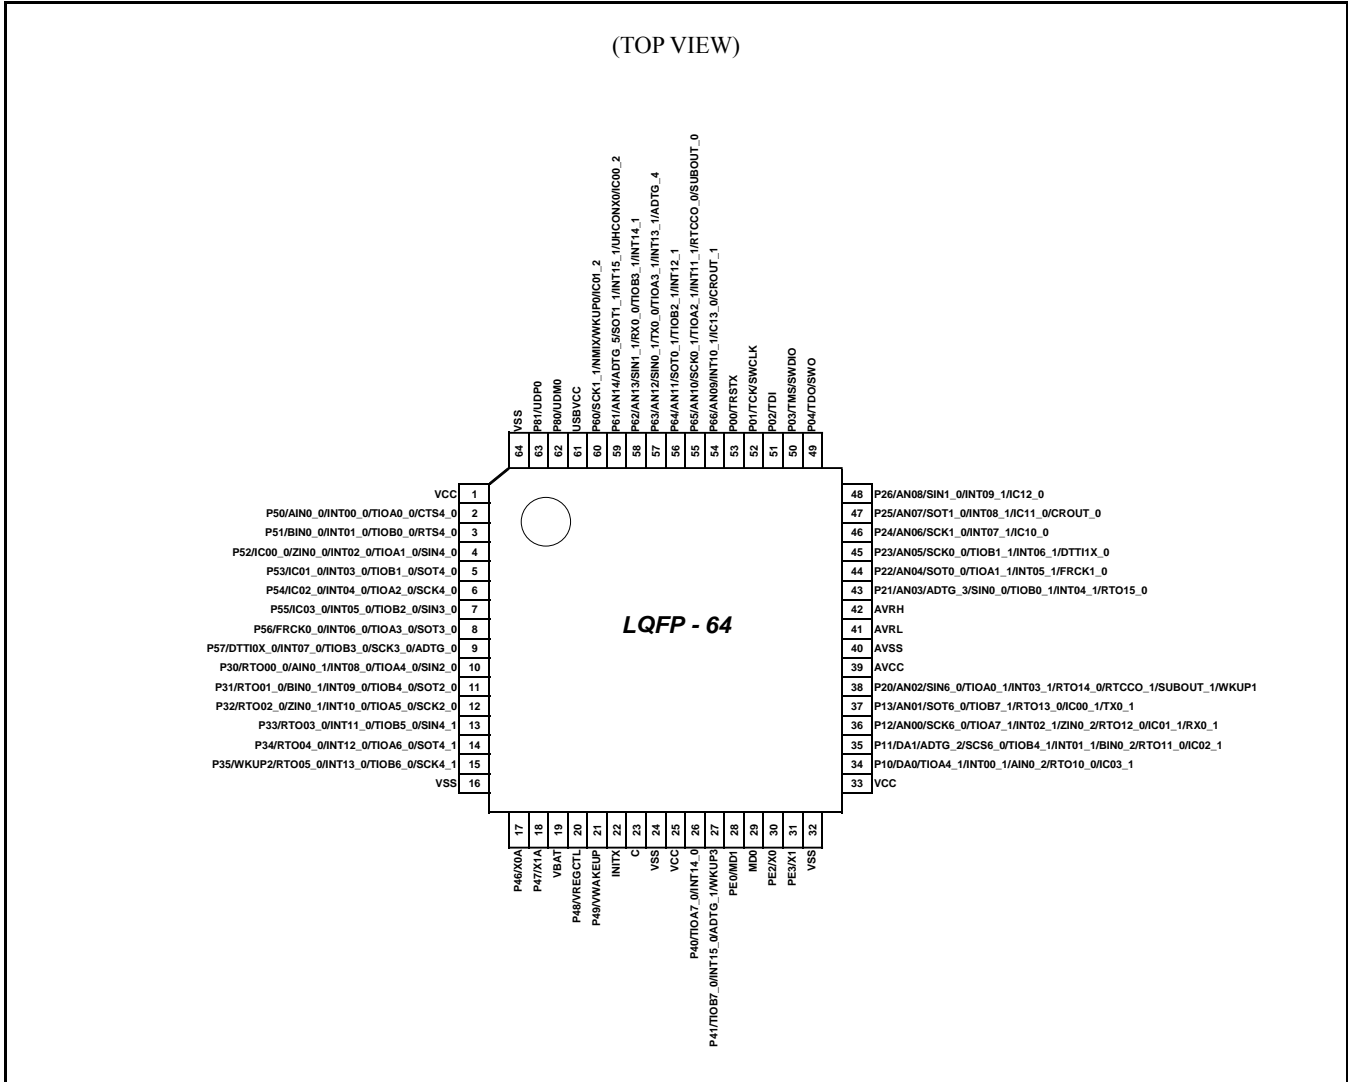 (TOP VIEW)
VSS
P81/UDP0
P80/UDM0
USBVCC
P60/SCK1_1/NMIX/WKUP0/IC01_2
P61/AN14/ADTG_5/SOT1_1/INT15_1/UHCONX0/IC00_2
P62/AN13/SIN1_1/RX0_0/TIOB3_1/INT14_1
P63/AN12/SIN0_1/TX0_0/TIOA3_1/INT13_1/ADTG_4
P64/AN11/SOT0_1/TIOB2_1/INT12_1
P65/AN10/SCK0_1/TIOA2_1/INT11_1/RTCCO_0/SUBOUT_0
P66/AN09/INT10_1/IC13_0/CROUT_1
P00/TRSTX
P01/TCK/SWCLK
P02/TDI
P03/TMS/SWDIO
P04/TDO/SWO
64 63 62 61 60 59 58 57 56 55 54 53 52 51 50 49
VCC 1
P50/AIN0_0/INT00_0/TIOA0_0/CTS4_0 2
P51/BIN0_0/INT01_0/TIOB0_0/RTS4_0 3
P52/IC00_0/ZIN0_0/INT02_0/TIOA1_0/SIN4_0 4
P53/IC01_0/INT03_0/TIOB1_0/SOT4_0 5
P54/IC02_0/INT04_0/TIOA2_0/SCK4_0 6
P55/IC03_0/INT05_0/TIOB2_0/SIN3_0 7
P56/FRCK0_0/INT06_0/TIOA3_0/SOT3_0 8
P57/DTTI0X_0/INT07_0/TIOB3_0/SCK3_0/ADTG_0 9
P30/RTO00_0/AIN0_1/INT08_0/TIOA4_0/SIN2_0 10
P31/RTO01_0/BIN0_1/INT09_0/TIOB4_0/SOT2_0 11
P32/RTO02_0/ZIN0_1/INT10_0/TIOA5_0/SCK2_0 12
P33/RTO03_0/INT11_0/TIOB5_0/SIN4_1 13
P34/RTO04_0/INT12_0/TIOA6_0/SOT4_1 14
P35/WKUP2/RTO05_0/INT13_0/TIOB6_0/SCK4_1 15
VSS 16
LQFP - 64
48 P26/AN08/SIN1_0/INT09_1/IC12_0
47 P25/AN07/SOT1_0/INT08_1/IC11_0/CROUT_0
46 P24/AN06/SCK1_0/INT07_1/IC10_0
45 P23/AN05/SCK0_0/TIOB1_1/INT06_1/DTTI1X_0
44 P22/AN04/SOT0_0/TIOA1_1/INT05_1/FRCK1_0
43 P21/AN03/ADTG_3/SIN0_0/TIOB0_1/INT04_1/RTO15_0
42 AVRH
41 AVRL
40 AVSS
39 AVCC
38 P20/AN02/SIN6_0/TIOA0_1/INT03_1/RTO14_0/RTCCO_1/SUBOUT_1/WKUP1
37 P13/AN01/SOT6_0/TIOB7_1/RTO13_0/IC00_1/TX0_1
36 P12/AN00/SCK6_0/TIOA7_1/INT02_1/ZIN0_2/RTO12_0/IC01_1/RX0_1
35 P11/DA1/ADTG_2/SCS6_0/TIOB4_1/INT01_1/BIN0_2/RTO11_0/IC02_1
34 P10/DA0/TIOA4_1/INT00_1/AIN0_2/RTO10_0/IC03_1
33 VCC
17 18 19 20 21 22 23 24 25 26 27 28 29 30 31 32
P46/X0A
P47/X1A
VBAT
P48/VREGCTL
P49/VWAKEUP
INITX
C
VSS
VCC
P40/TIOA7_0/INT14_0
P41/TIOB7_0/INT15_0/ADTG_1/WKUP3
PE0/MD1
MD0
PE2/X0
PE3/X1
VSS